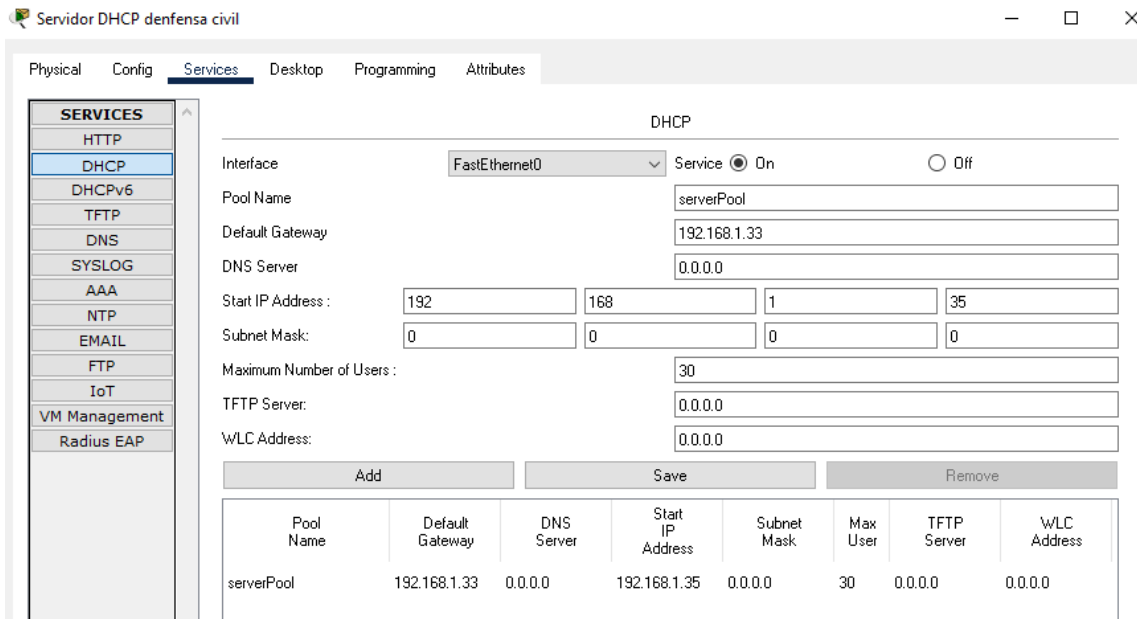 Servidor DHCP denfensa civil
Physical Config Services Desktop Programming Attributes
SERVICES
HTTP
DHCP
DHCPv6
TFTP
DNS
SYSLOG
AAA
NTP
EMAIL
FTP
IoT
VM Management
Radius EAP
DHCP
Interface FastEthernet0 Service On Off
Pool Name serverPool
Default Gateway 192.168.1.33
DNS Server 0.0.0.0
Start IP Address : 192 168 1 35
Subnet Mask: 0 0 0 0
Maximum Number of Users : 30
TFTP Server: 0.0.0.0
WLC Address: 0.0.0.0
Add Save Remove
Pool Name Default Gateway DNS Server Start IP Address Subnet Mask Max User TFTP Server WLC Address
serverPool 192.168.1.33 0.0.0.0 192.168.1.35 0.0.0.0 30 0.0.0.0 0.0.0.0